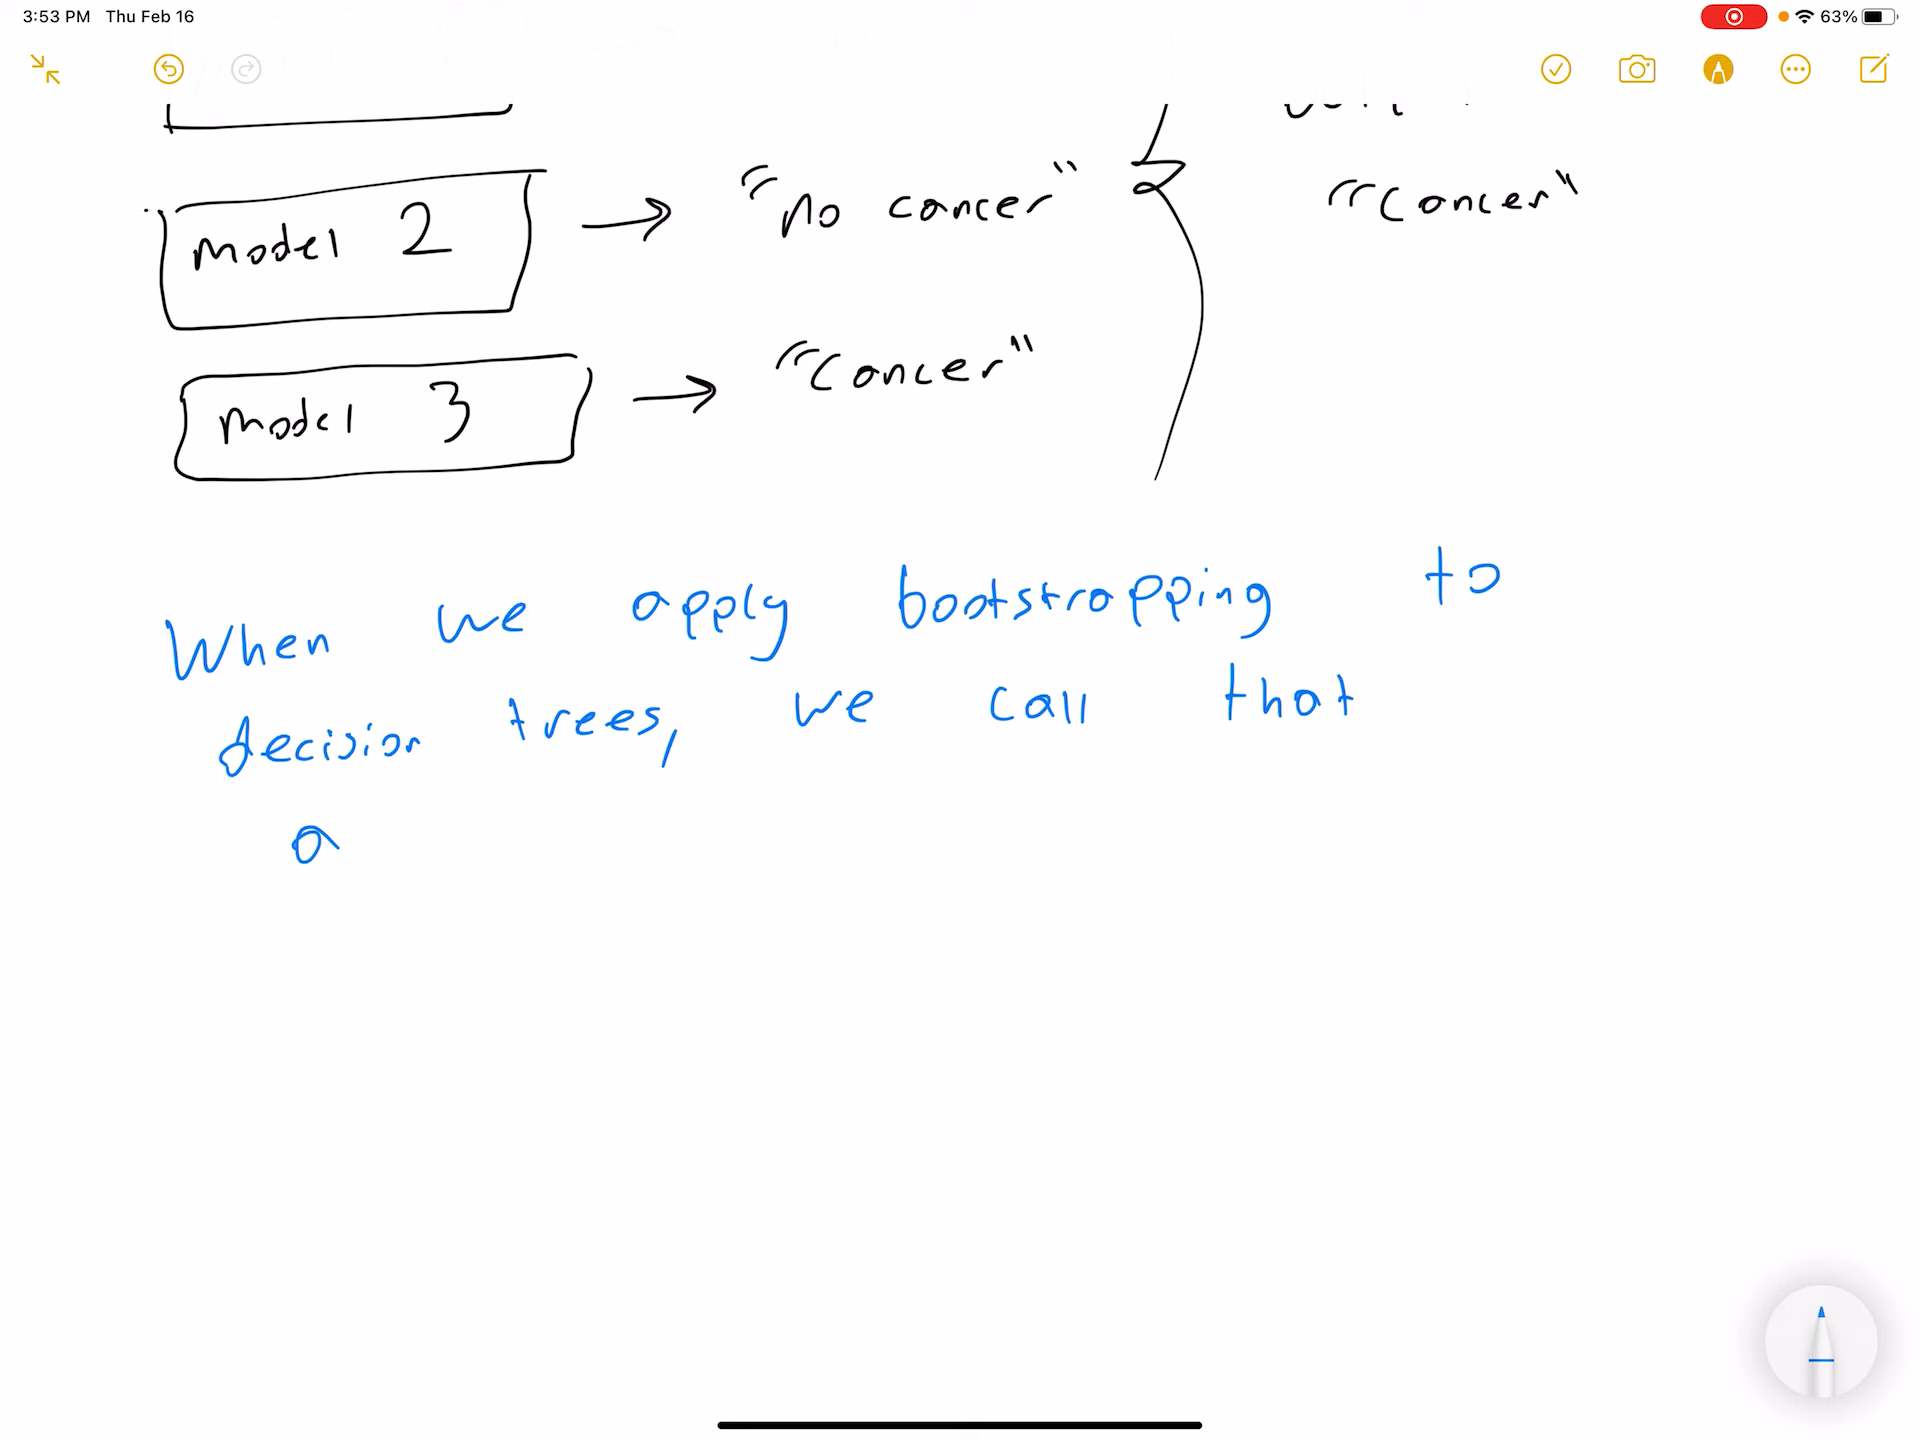 3:53 PM Thu Feb 16
63%
model 2 → "no cancer" "cancer"
model 3 → "cancer"
When we apply bootstrapping to
decision trees, we call that
a